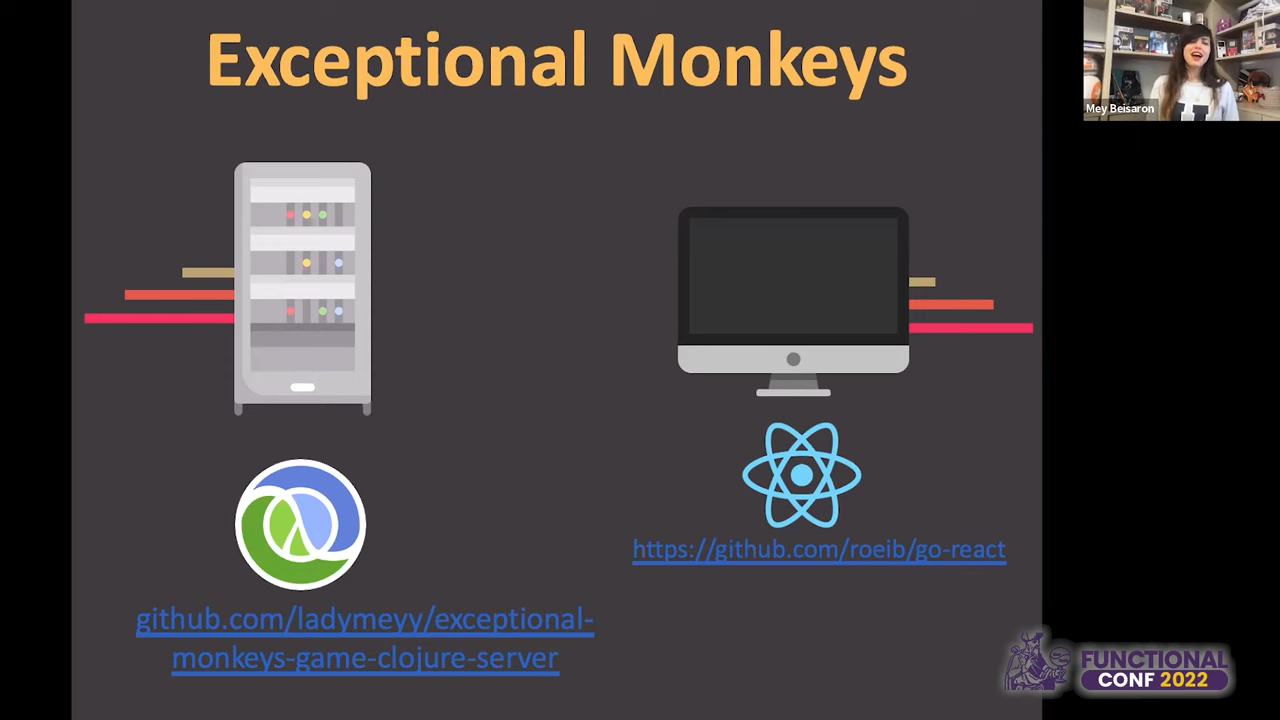 Exceptional Monkeys
Mey Beisaron
https://github.com/roeib/go-react
github.com/ladymeyy/exceptional-
monkeys-game-clojure-server
FUNCTIONAL
CONF 2022